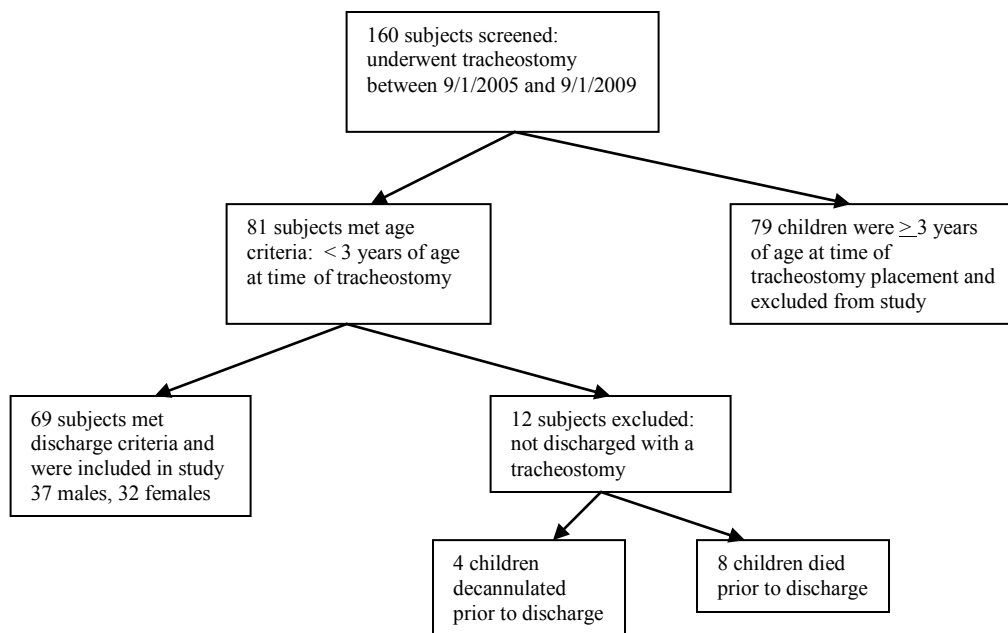 160 subjects screened:
underwent tracheostomy
between 9/1/2005 and 9/1/2009
81 subjects met age
criteria: < 3 years of age
at time of tracheostomy
79 children were ≥ 3 years
of age at time of
tracheostomy placement and
excluded from study
69 subjects met
discharge criteria and
were included in study
37 males, 32 females
12 subjects excluded:
not discharged with a
tracheostomy
4 children
decannulated
prior to discharge
8 children died
prior to discharge